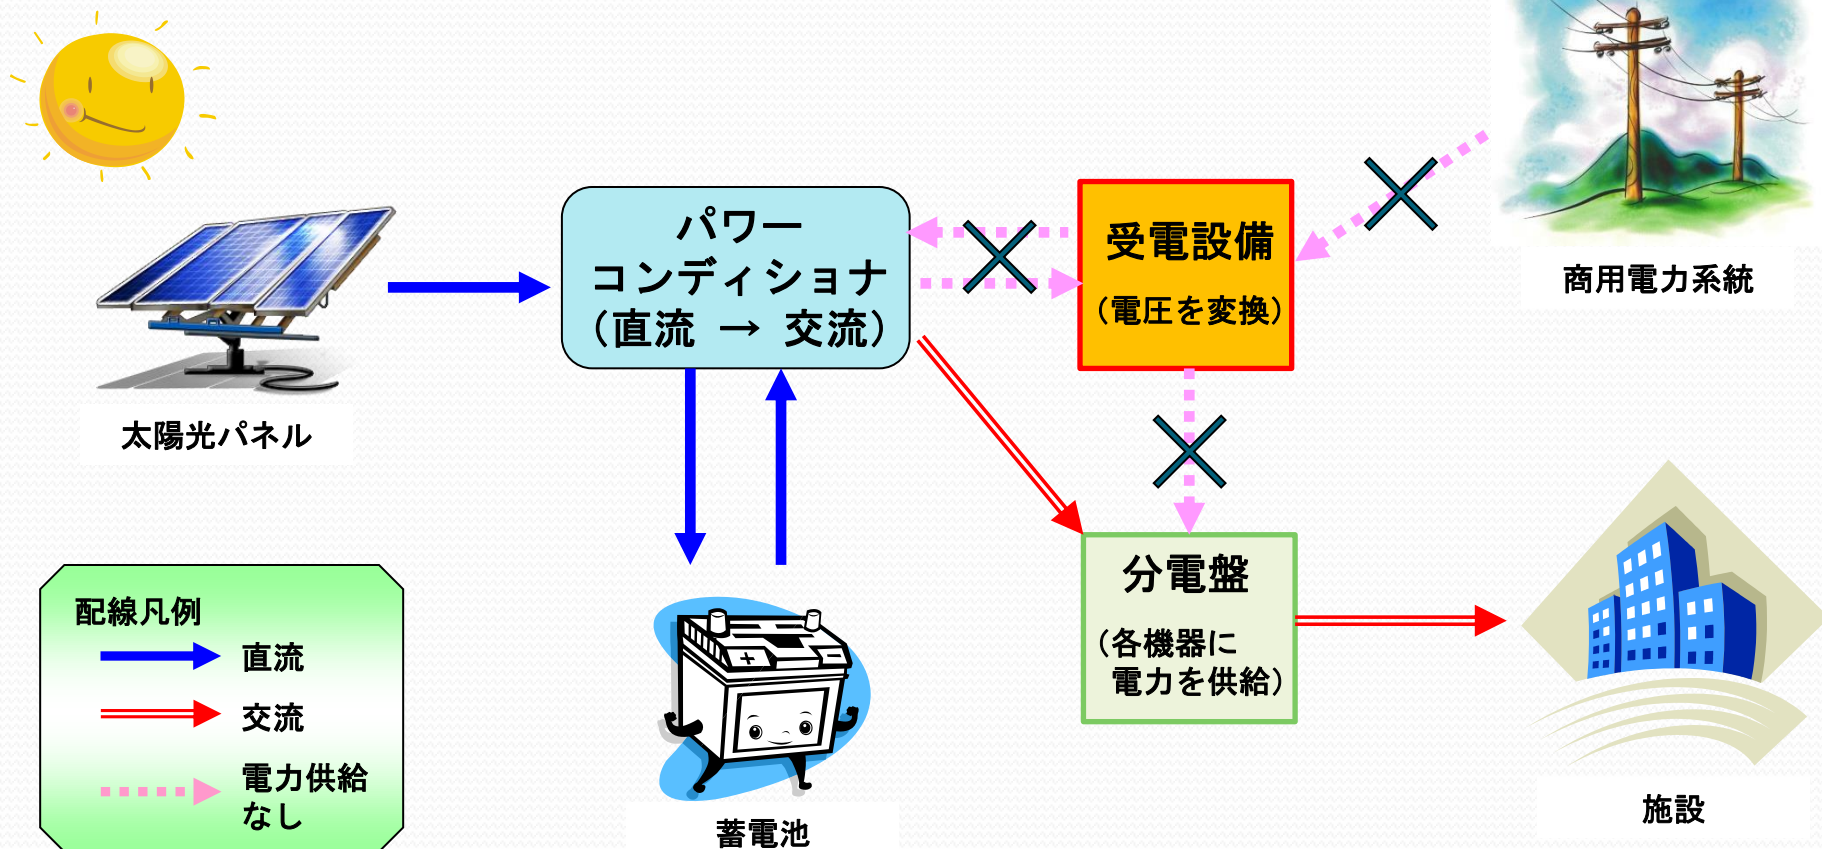 パワー
コンディショナ
（直流 → 交流）
受電設備
（電圧を変換）
商用電力系統
太陽光パネル
分電盤
（各機器に
電力を供給）
配線凡例
直流
交流
電力供給
なし
＋ －
蓄電池
施設